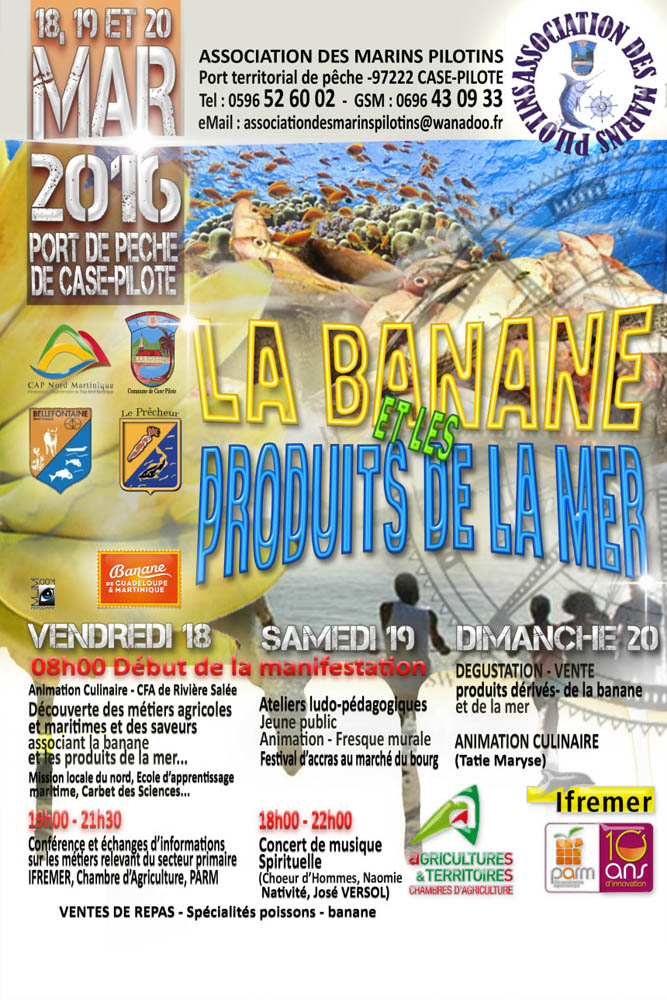 18, 19 ET 20
MAR
2016
PORT DE PECHE
DE CASE-PILOTE
ASSOCIATION DES MARINS PILOTINS
Port territorial de pêche -97222 CASE-PILOTE
Tel : 0596 52 60 02 - GSM : 0696 43 09 33
eMail : associationdesmarinspilotins@wanadoo.fr
ASSOCIATION DES MARINS PILOTINS
CAP Nord Martinique
Commune de Case Pilote
BELLEFONTAINE
Le Prêcheur
LA BANANE
ET LES
PRODUITS DE LA MER
Banane
DE GUADELOUPE
& MARTINIQUE
VENDREDI 18
SAMEDI 19
DIMANCHE 20
08h00 Début de la manifestation
Animation Culinaire - CFA de Rivière Salée
Découverte des métiers agricoles
et maritimes et des saveurs
associant la banane
et les produits de la mer...
Mission locale du nord, Ecole d'apprentissage
maritime, Carbet des Sciences...
19h00 - 21h30
Conférence et échanges d'informations
sur les métiers relevant du secteur primaire
IFREMER, Chambre d'Agriculture, PARM
Ateliers ludo-pédagogiques
Jeune public
Animation - Fresque murale
Festival d'accras au marché du bourg
18h00 - 22h00
Concert de musique
Spirituelle
(Choeur d'Hommes, Naomie
Nativité, José VERSOL)
DEGUSTATION - VENTE
produits dérivés- de la banane
et de la mer
ANIMATION CULINAIRE
(Tatie Maryse)
Ifremer
AGRICULTURES
& TERRITOIRES
CHAMBRES D'AGRICULTURE
parm
10
ans
d'innovation
VENTES DE REPAS - Spécialités poissons - banane